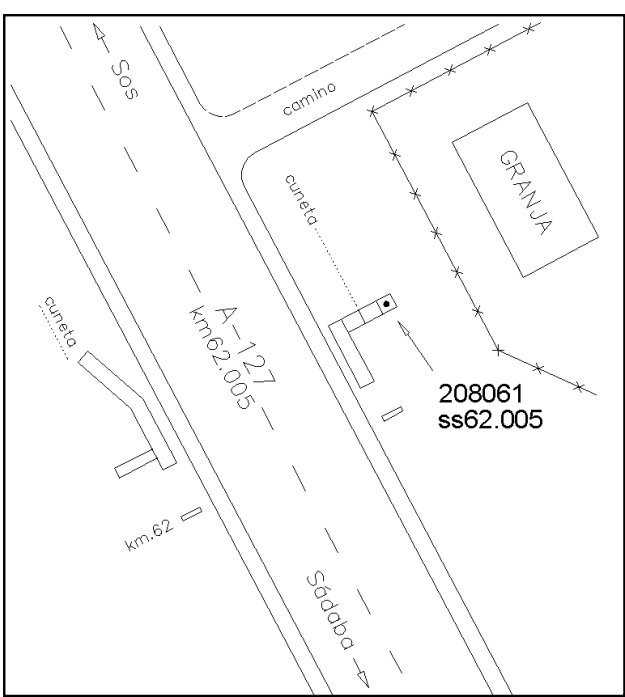 Sos
camino
GRANJA
cuneta
A-127
km62.005
cuneta
208061
ss62.005
km.62
Sádaba